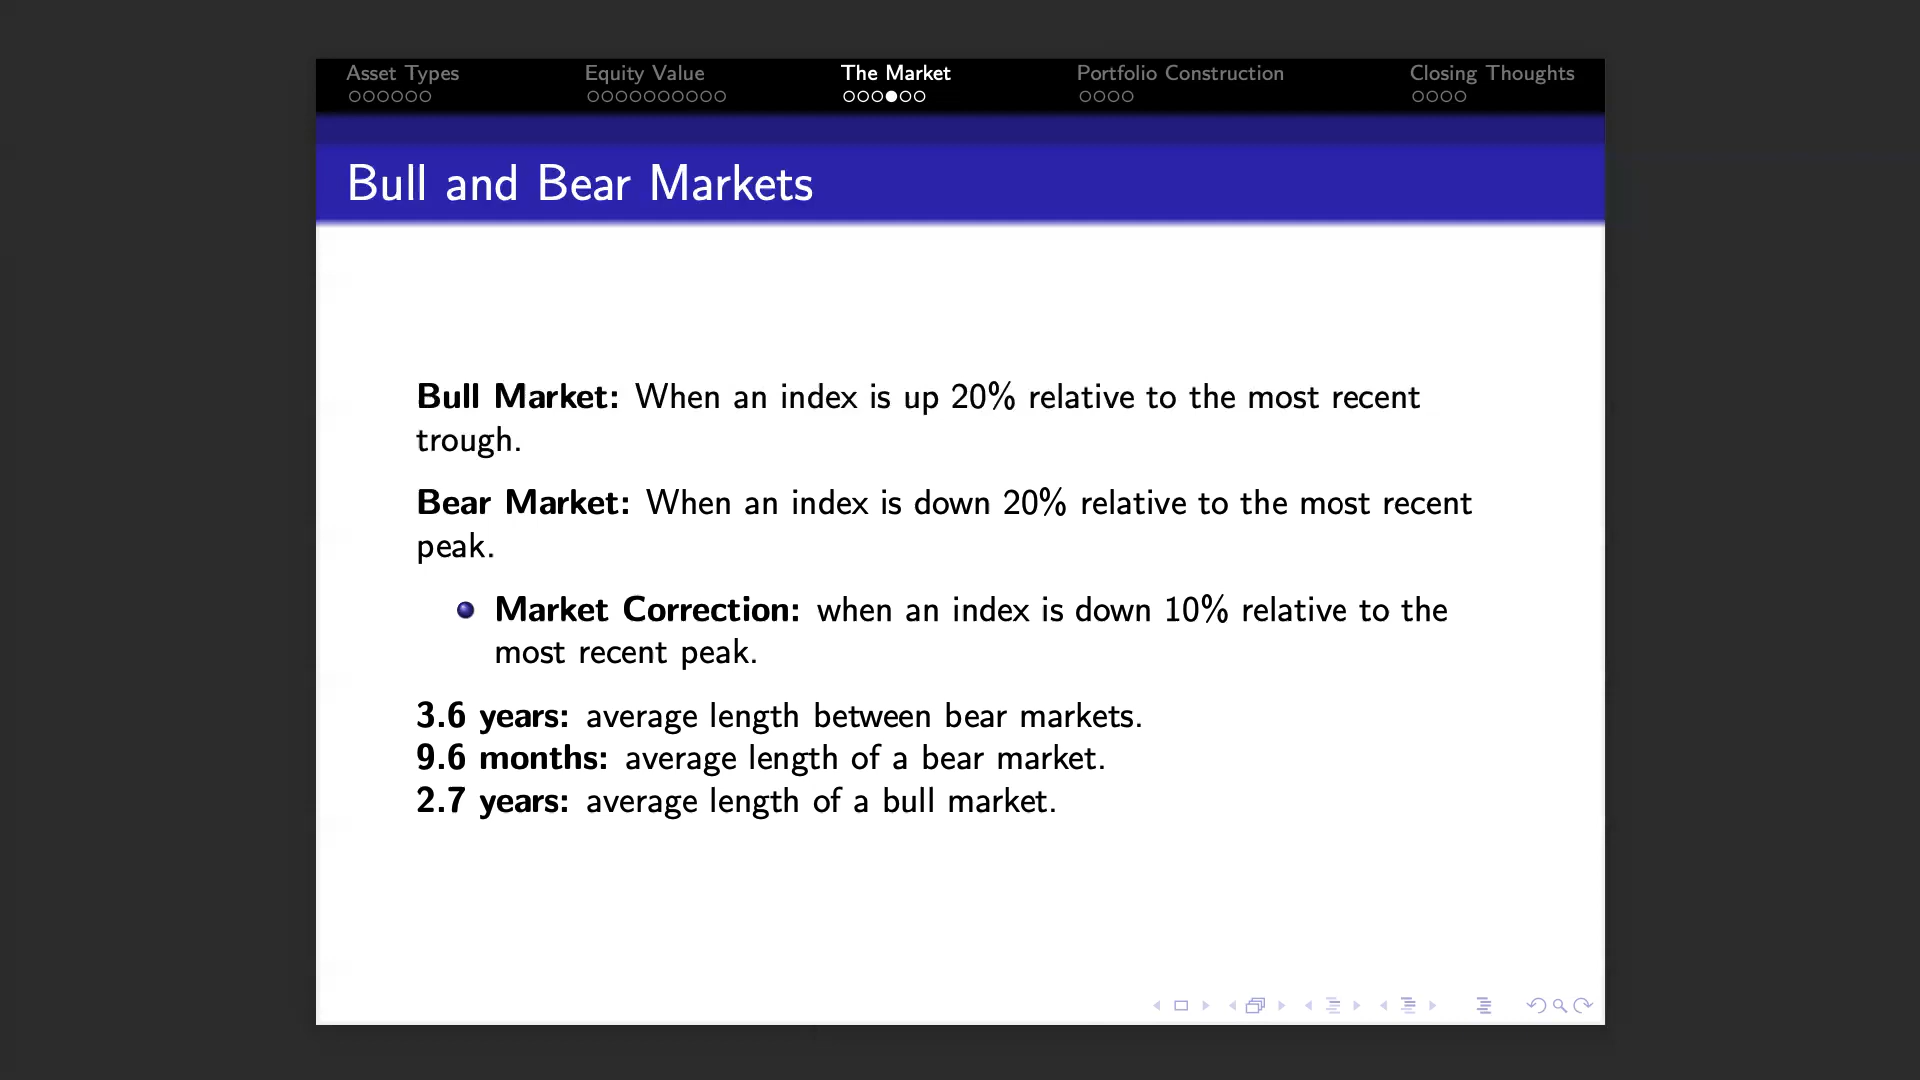 Asset Types
Equity Value
The Market
Portfolio Construction
Closing Thoughts
Bull and Bear Markets
Bull Market: When an index is up 20% relative to the most recent
trough.
Bear Market: When an index is down 20% relative to the most recent
peak.
Market Correction: when an index is down 10% relative to the
most recent peak.
3.6 years: average length between bear markets.
9.6 months: average length of a bear market.
2.7 years: average length of a bull market.